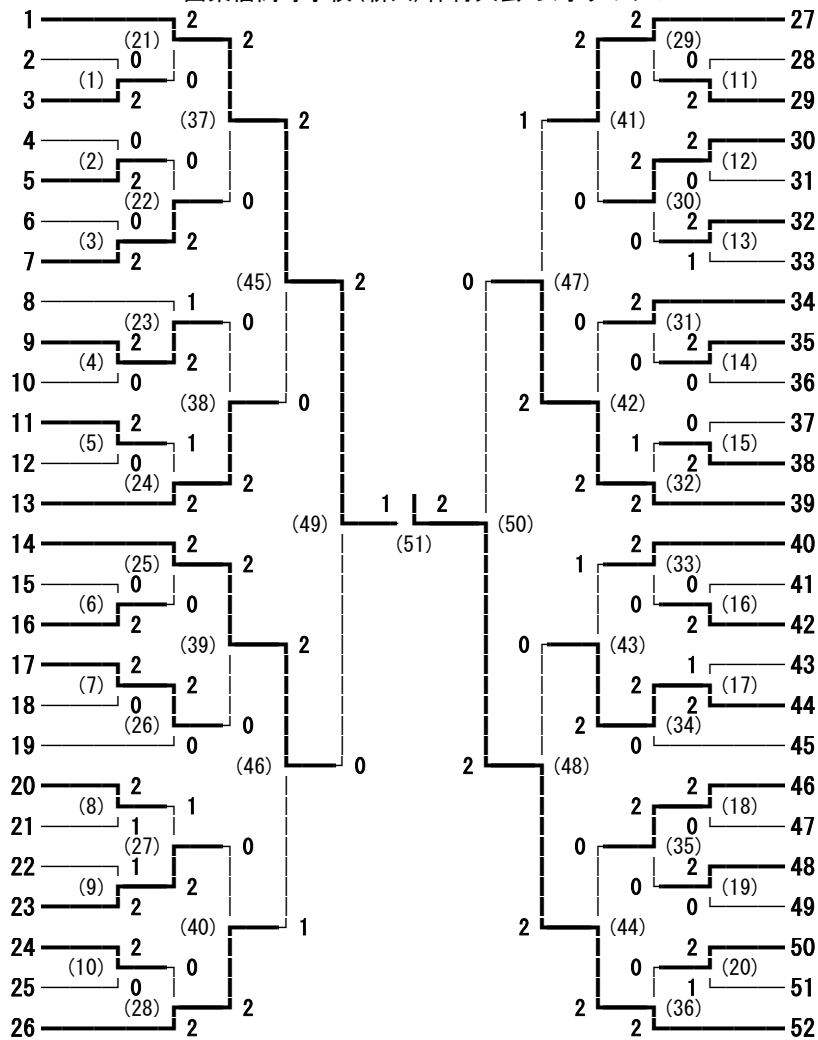 1 2 2 27
(21) 2 2 (29)
2 0 0 28
(1) 0 0 (11)
3 2 2 29
(37) 2 1 (41)
4 0 2 30
(2) 0 2 (12)
5 2 0 31
(22) 0 0 (30)
6 0 2 32
(3) 2 0 (13)
7 2 1 33
(45) 2 0 (47)
8 1 2 34
(23) 0 0 (31)
9 2 2 35
(4) 2 0 (14)
10 0 0 36
(38) 0 2 (42)
11 2 0 37
(5) 1 1 (15)
12 0 2 38
(24) 2 2 (32)
13 2 1 2 2 39
(49) (50)
14 2 (51) 2 40
(25) 2 1 (33)
15 0 0 41
(6) 0 0 (16)
16 2 2 42
(39) 2 0 (43)
17 2 1 43
(7) 2 2 (17)
18 0 2 44
(26) 0 2 (34)
19 0 0 45
(46) 0 2 (48)
20 2 2 46
(8) 1 2 (18)
21 1 0 47
(27) 0 0 (35)
22 1 2 48
(9) 2 0 (19)
23 2 0 49
(40) 1 2 (44)
24 2 2 50
(10) 0 0 (20)
25 0 1 51
(28) 2 2 (36)
26 2 2 52